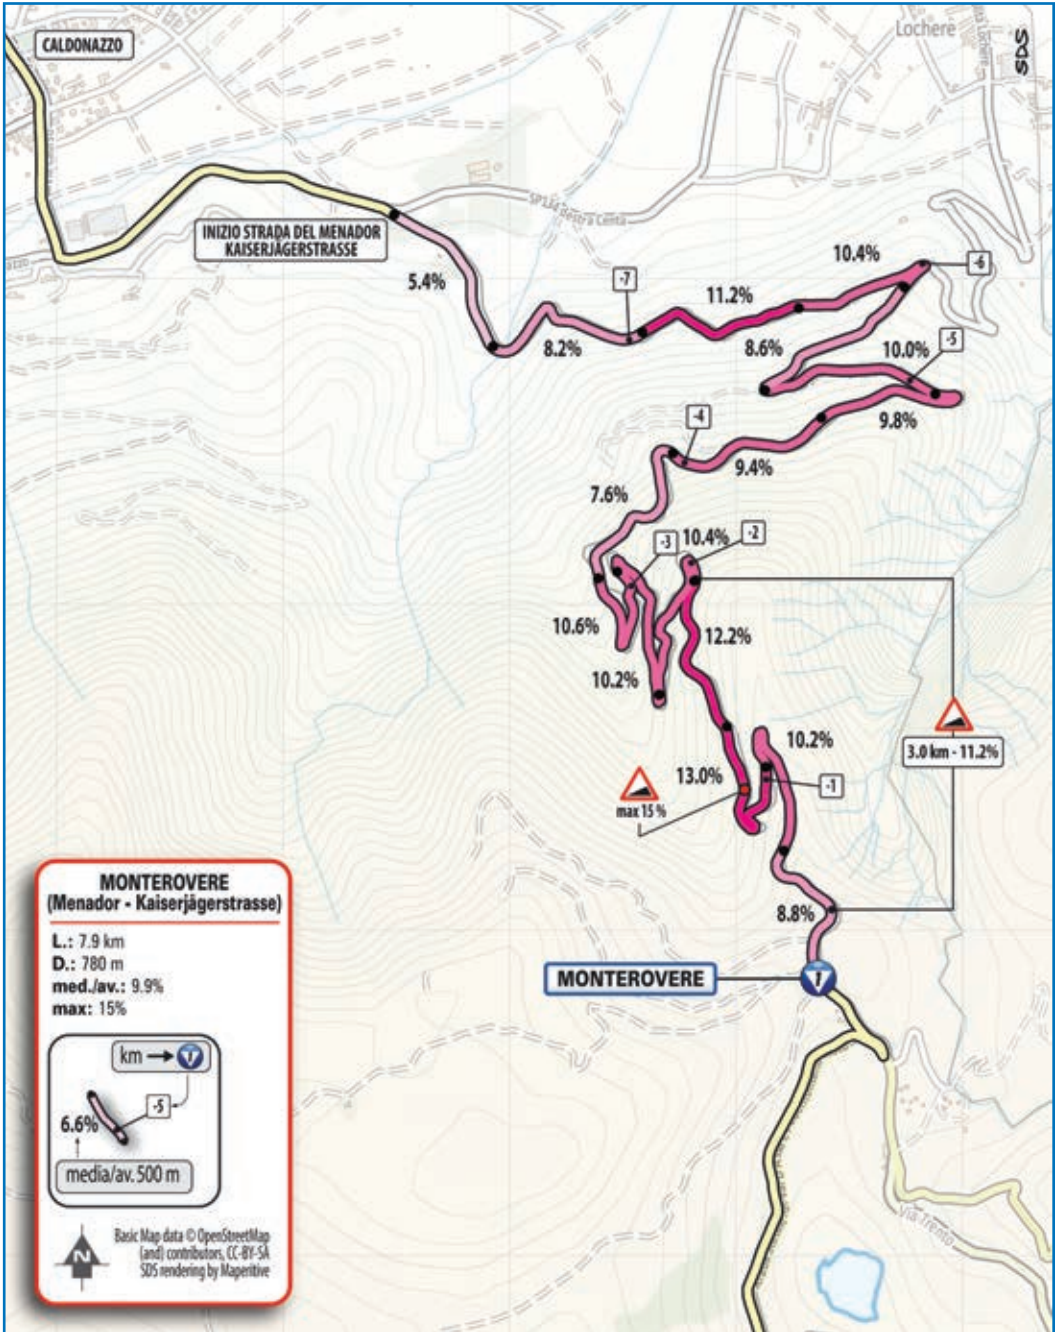 CALDONAZZO
Lochere
SDS
SP134 destra Centa
INIZIO STRADA DEL MENADOR
KAISERJÄGERSTRASSE
5.4%
8.2%
-7
11.2%
10.4%
-6
8.6%
10.0%
-5
9.8%
9.4%
-4
7.6%
-3
10.4%
-2
10.6%
10.2%
12.2%
13.0%
max 15 %
10.2%
-1
3.0 km - 11.2%
8.8%
MONTEROVERE
MONTEROVERE
(Menador - Kaiserjägerstrasse)
L.: 7.9 km
D.: 780 m
med./av.: 9.9%
max: 15%
km
-5
6.6%
media/av. 500 m
N
Basic Map data © OpenStreetMap
(and) contributors, CC-BY-SA
SDS rendering by Maperitive
Via Trento